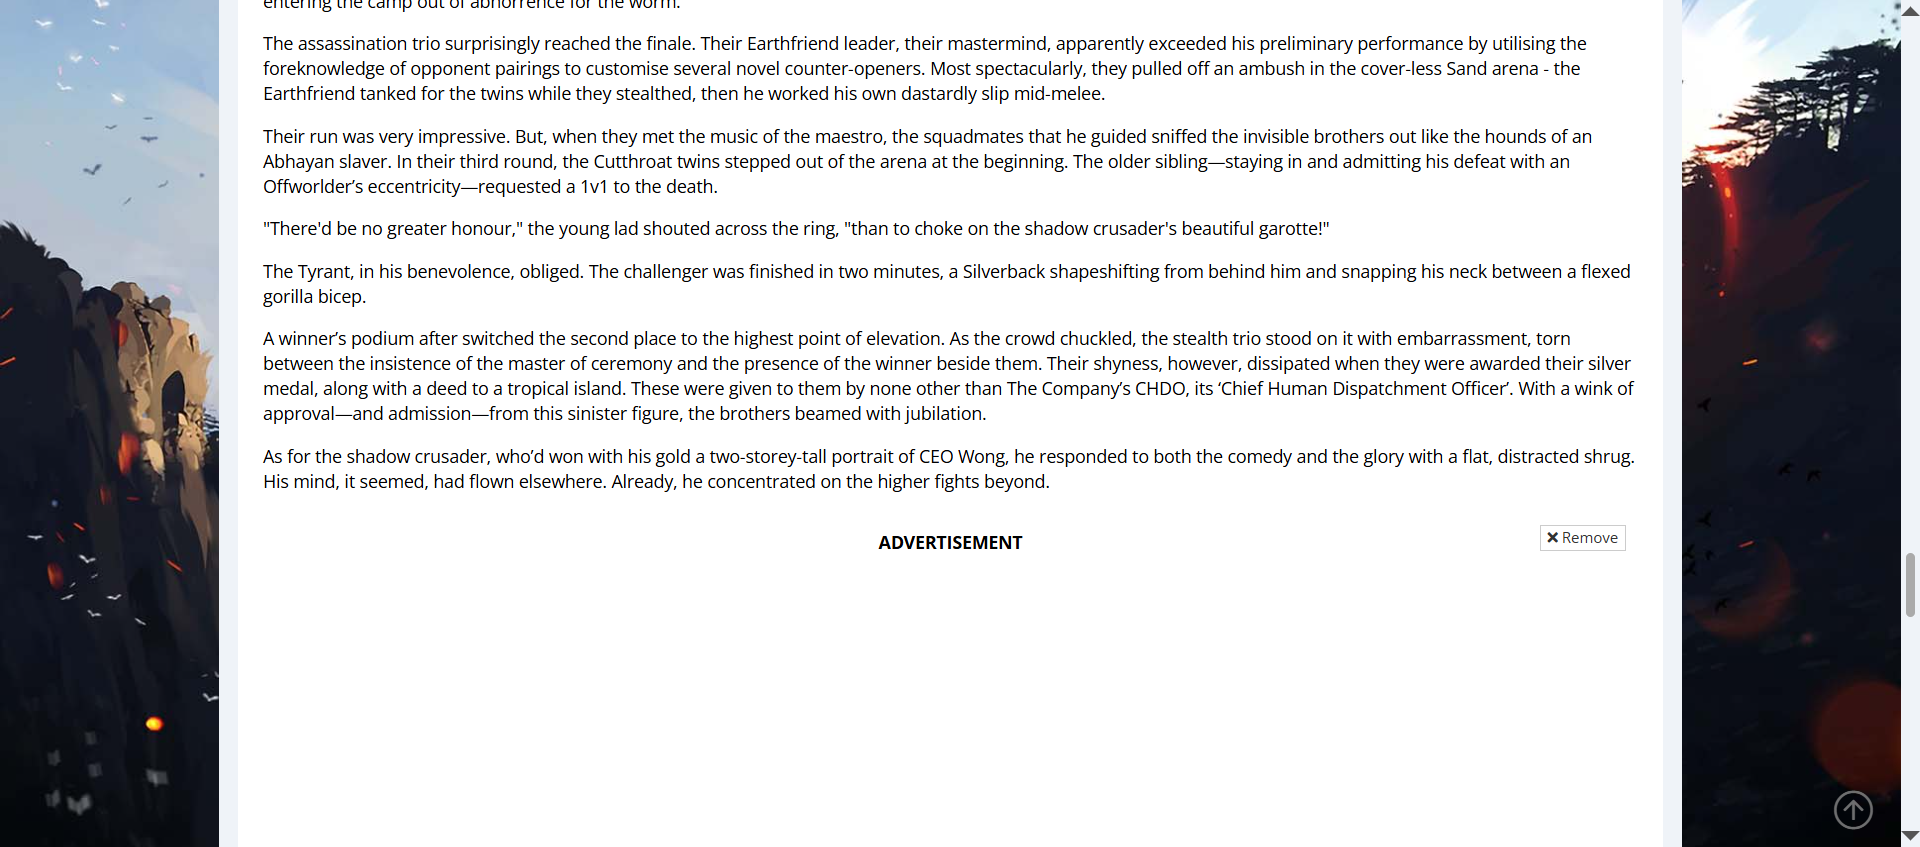 entering the camp out of abhorrence for the worm.
The assassination trio surprisingly reached the finale. Their Earthfriend leader, their mastermind, apparently exceeded his preliminary performance by utilising the
foreknowledge of opponent pairings to customise several novel counter-openers. Most spectacularly, they pulled off an ambush in the cover-less Sand arena - the
Earthfriend tanked for the twins while they stealthed, then he worked his own dastardly slip mid-melee.
Their run was very impressive. But, when they met the music of the maestro, the squadmates that he guided sniffed the invisible brothers out like the hounds of an
Abhayan slaver. In their third round, the Cutthroat twins stepped out of the arena at the beginning. The older sibling—staying in and admitting his defeat with an
Offworlder’s eccentricity—requested a 1v1 to the death.
"There'd be no greater honour," the young lad shouted across the ring, "than to choke on the shadow crusader's beautiful garotte!"
The Tyrant, in his benevolence, obliged. The challenger was finished in two minutes, a Silverback shapeshifting from behind him and snapping his neck between a flexed
gorilla bicep.
A winner’s podium after switched the second place to the highest point of elevation. As the crowd chuckled, the stealth trio stood on it with embarrassment, torn
between the insistence of the master of ceremony and the presence of the winner beside them. Their shyness, however, dissipated when they were awarded their silver
medal, along with a deed to a tropical island. These were given to them by none other than The Company’s CHDO, its ‘Chief Human Dispatchment Officer’. With a wink of
approval—and admission—from this sinister figure, the brothers beamed with jubilation.
As for the shadow crusader, who’d won with his gold a two-storey-tall portrait of CEO Wong, he responded to both the comedy and the glory with a flat, distracted shrug.
His mind, it seemed, had flown elsewhere. Already, he concentrated on the higher fights beyond.
ADVERTISEMENT
Remove